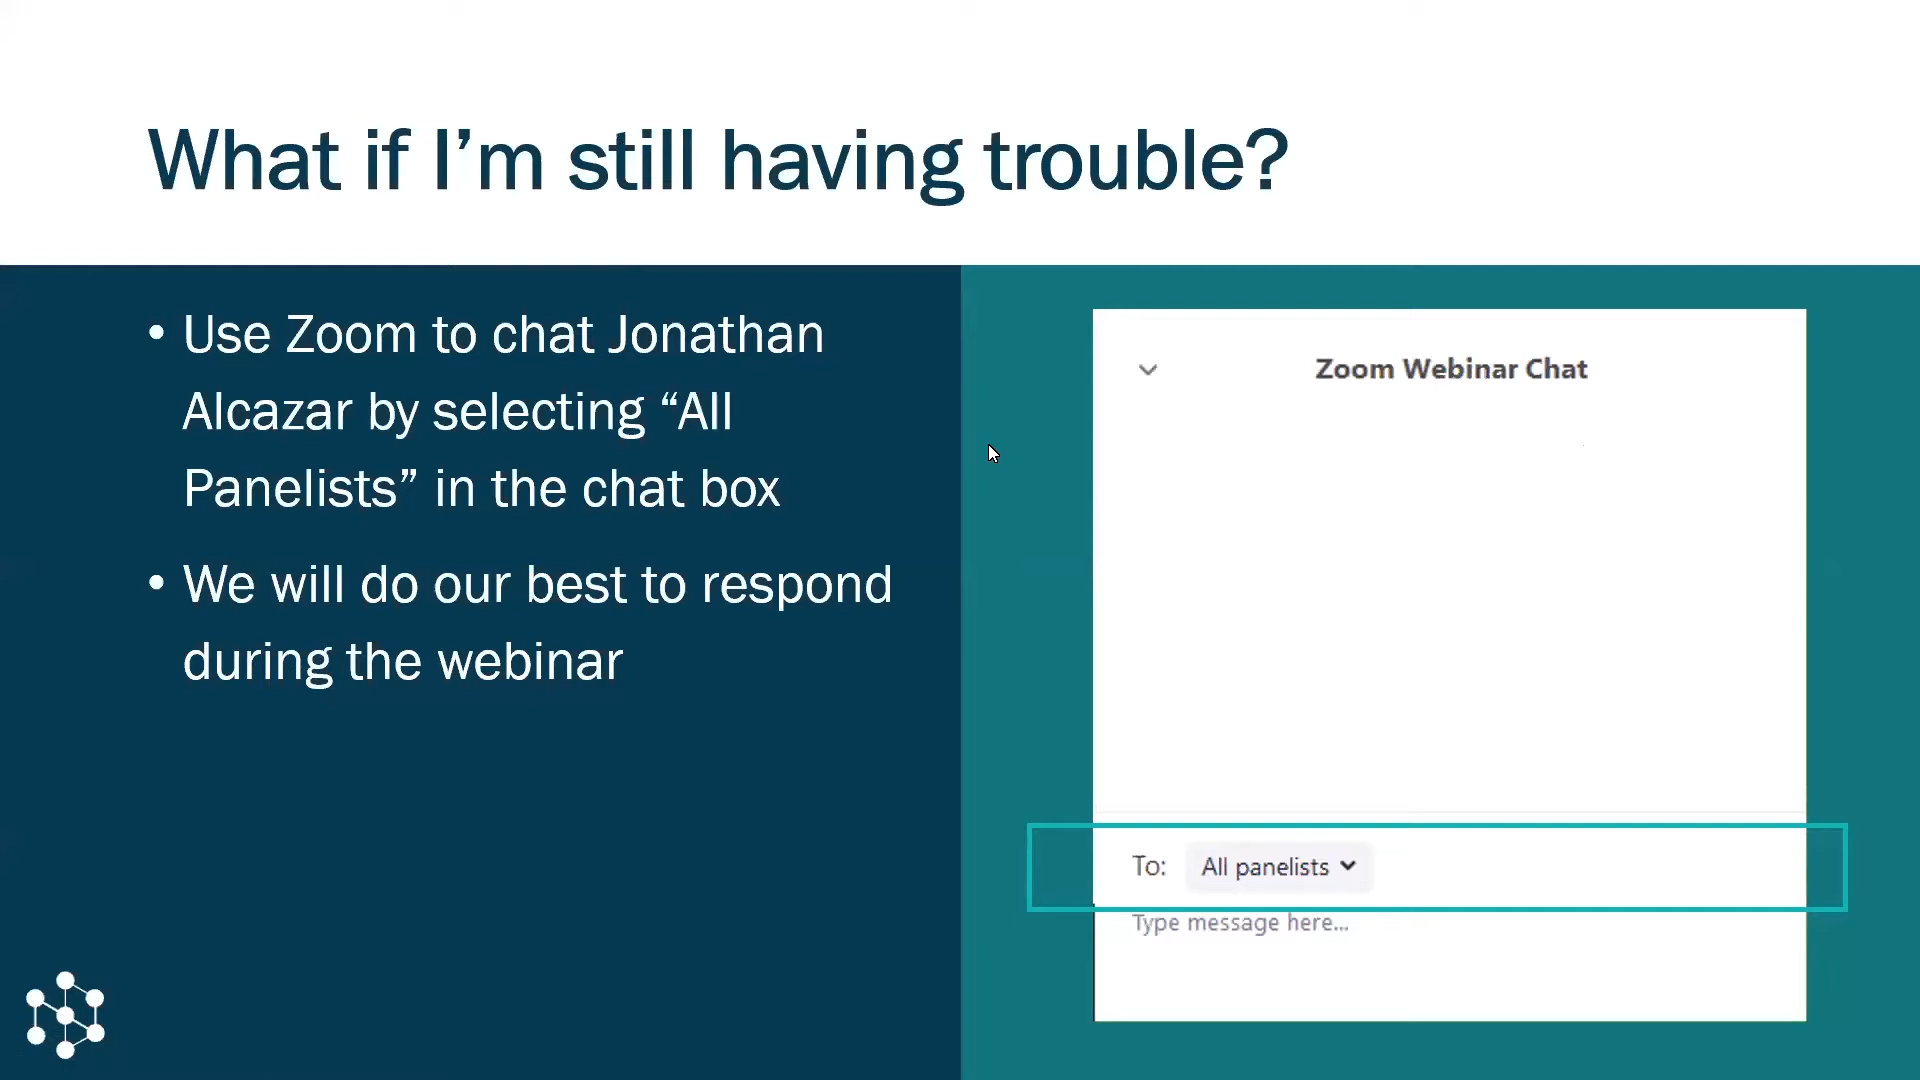 What if I’m still having trouble?
• Use Zoom to chat Jonathan
Alcazar by selecting “All
Panelists” in the chat box
• We will do our best to respond
during the webinar
Zoom Webinar Chat
To: All panelists
Type message here...